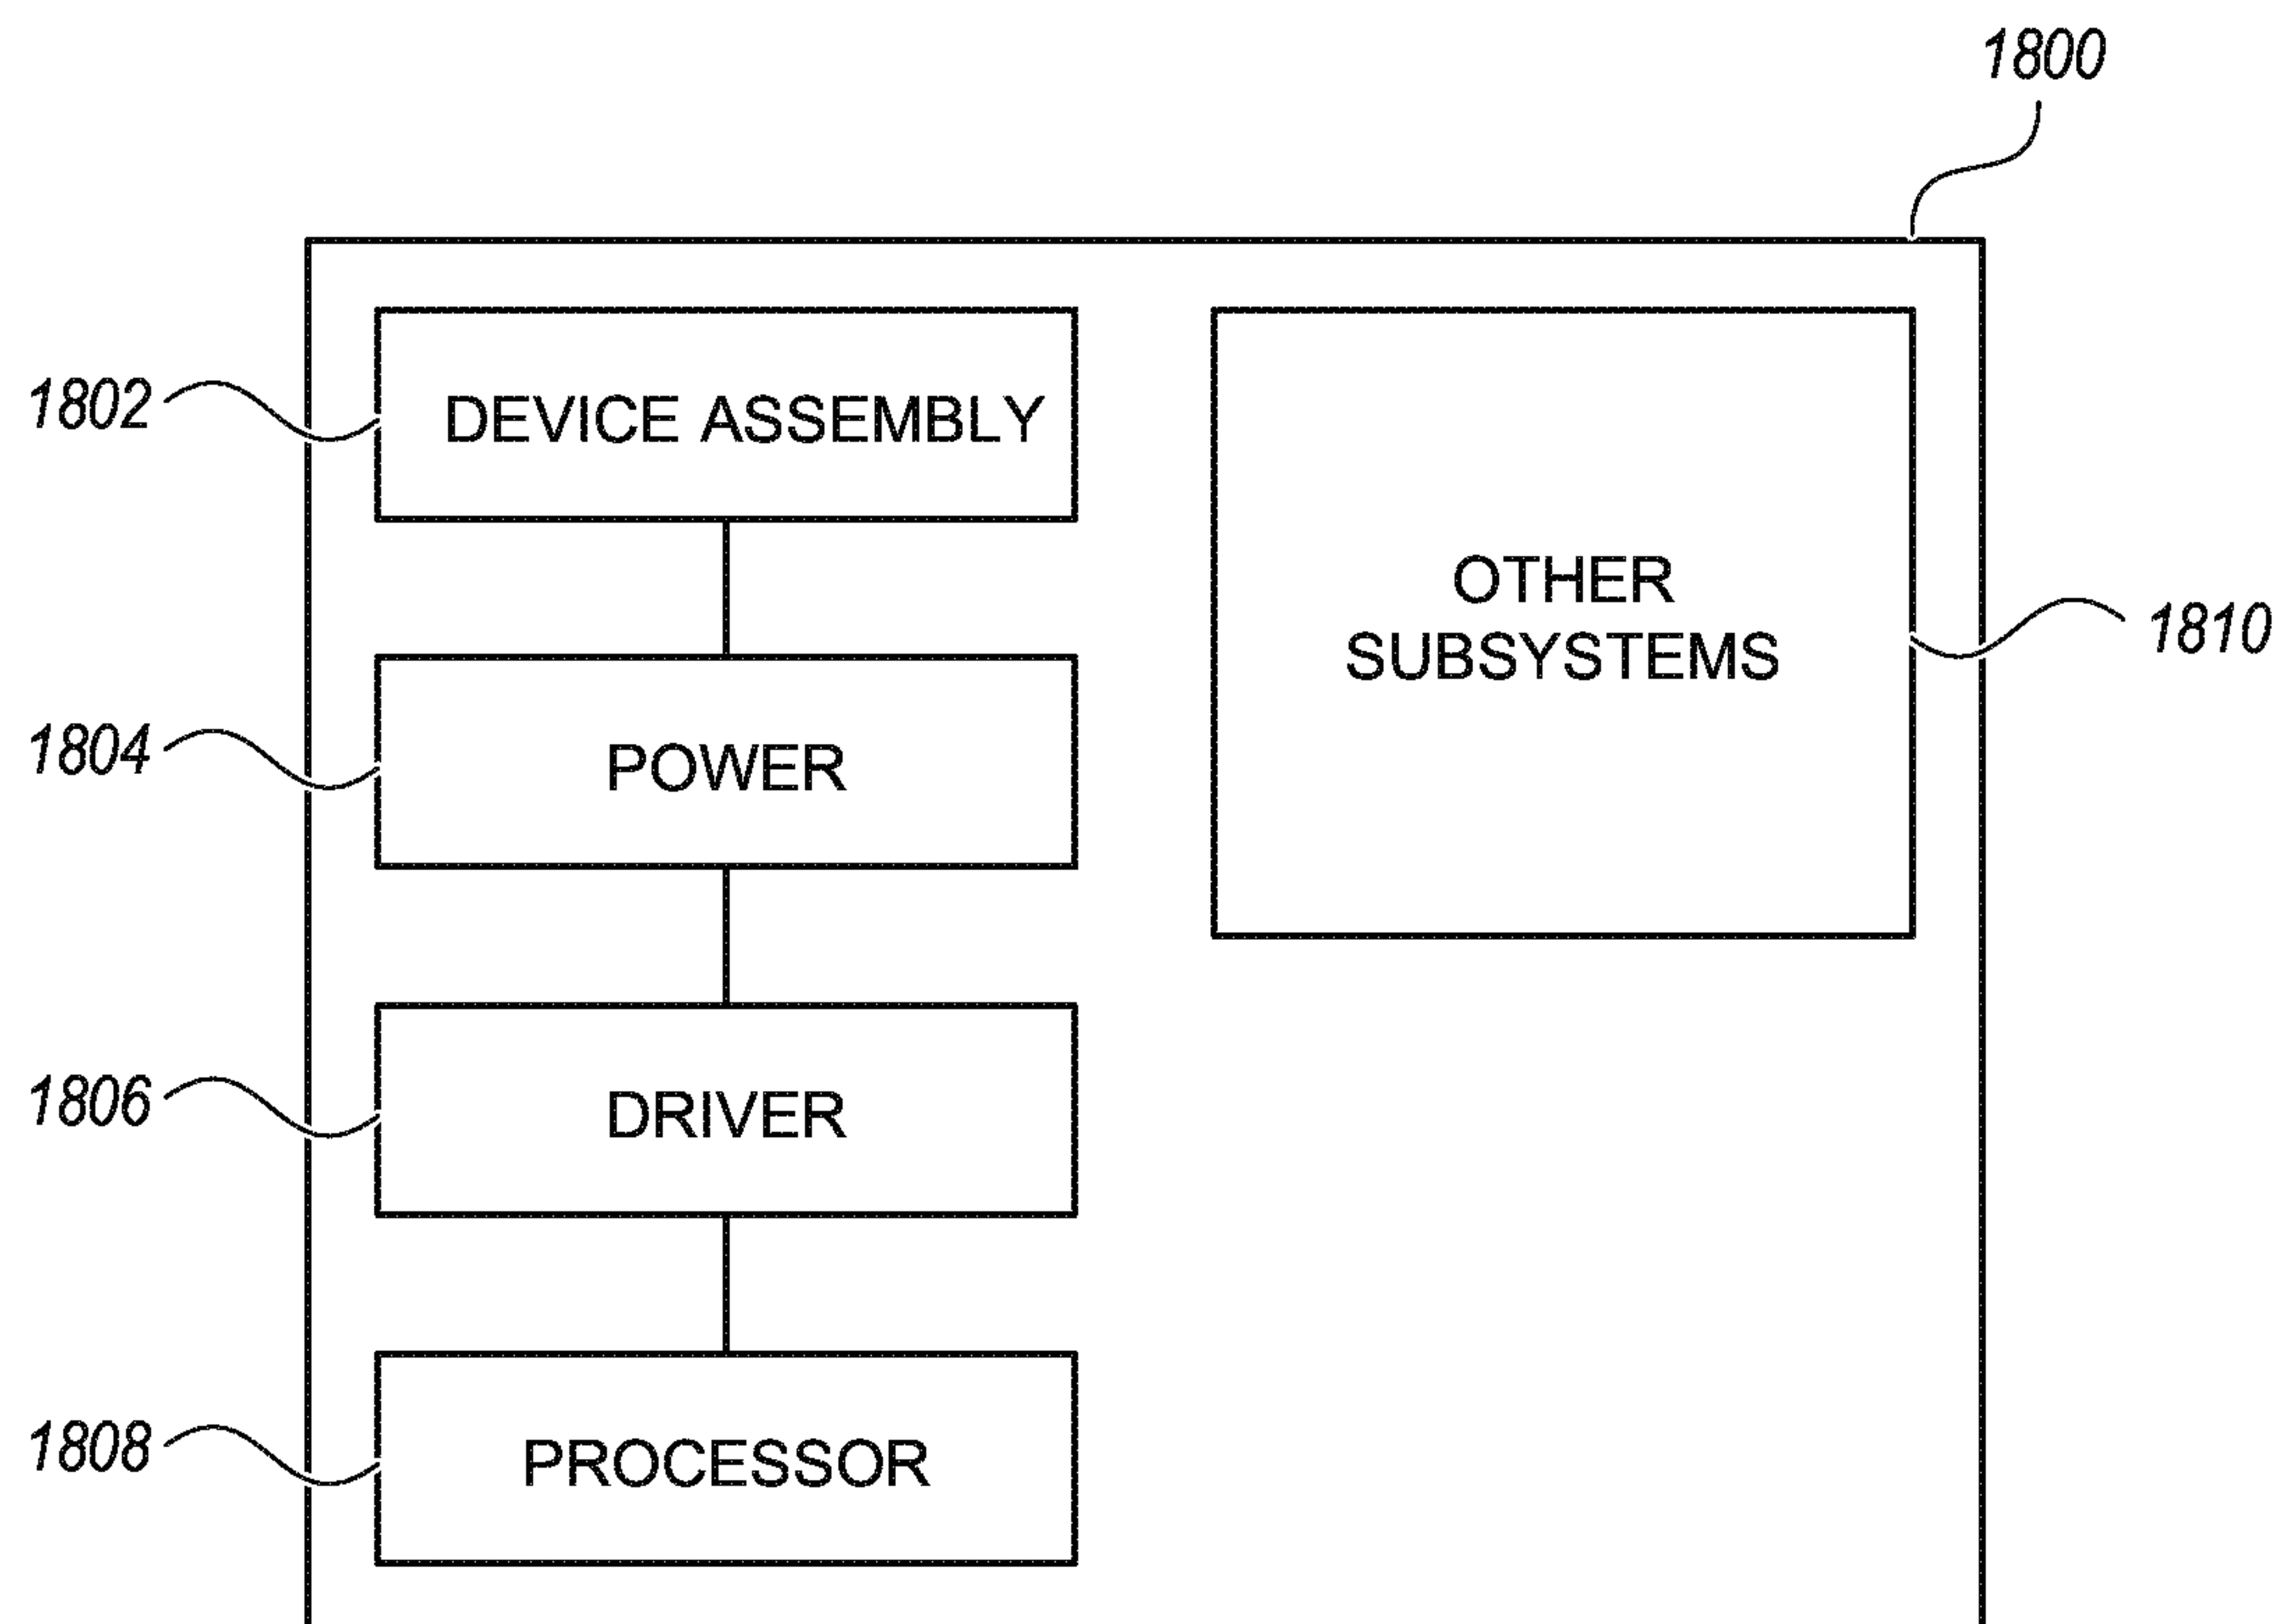 1800
1802
DEVICE ASSEMBLY
OTHER
SUBSYSTEMS
1810
1804
POWER
1806
DRIVER
1808
PROCESSOR